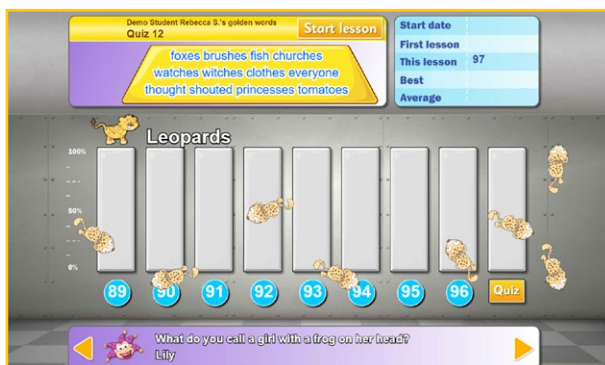 Demo Student Rebecca S.'s golden words
Quiz 12
Start lesson
foxes brushes fish churches
watches witches clothes everyone
thought shouted princesses tomatoes
Start date
First lesson
This lesson 97
Best
Average
Leopards
100%
50%
0%
89 90 91 92 93 94 95 96 Quiz
What do you call a girl with a frog on her head?
Lily